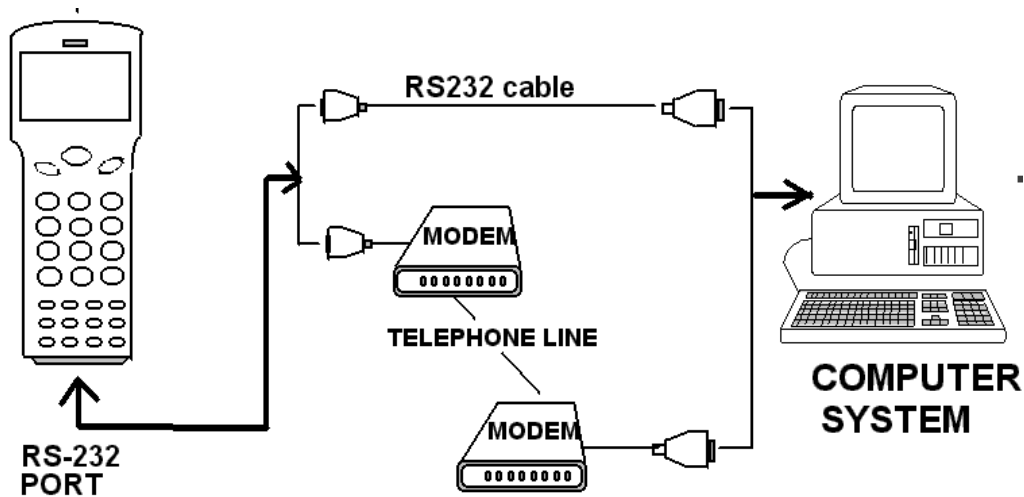 RS232 cable
MODEM
TELEPHONE LINE
MODEM
COMPUTER
SYSTEM
RS-232
PORT